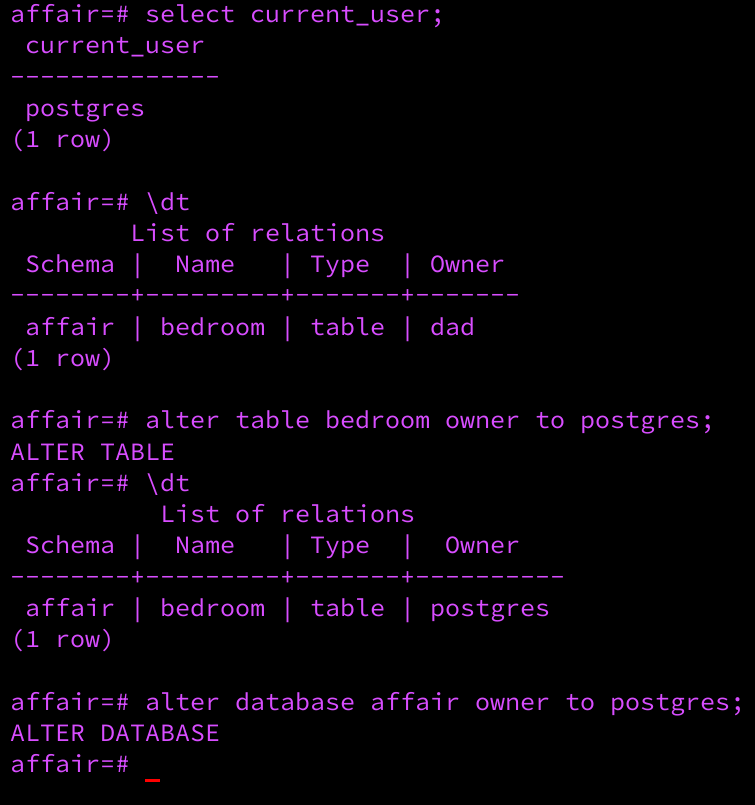 affair=# select current_user;
 current_user
--------------
 postgres
(1 row)

affair=# \dt
        List of relations
 Schema |  Name   | Type  | Owner
--------+---------+-------+-------
 affair | bedroom | table | dad
(1 row)

affair=# alter table bedroom owner to postgres;
ALTER TABLE
affair=# \dt
          List of relations
 Schema |  Name   | Type  |  Owner
--------+---------+-------+----------
 affair | bedroom | table | postgres
(1 row)

affair=# alter database affair owner to postgres;
ALTER DATABASE
affair=# _